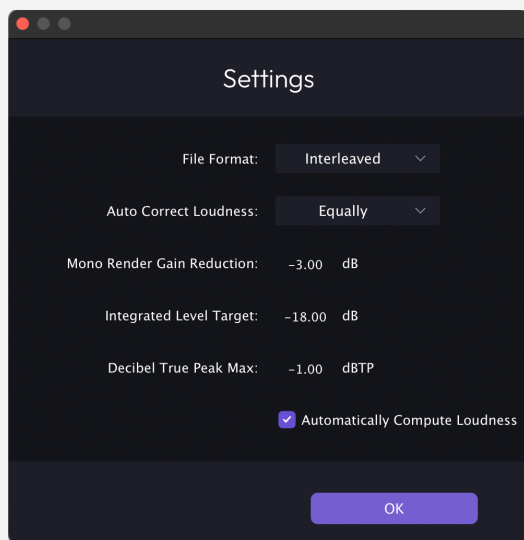 Settings
File Format: Interleaved
Auto Correct Loudness: Equally
Mono Render Gain Reduction: -3.00 dB
Integrated Level Target: -18.00 dB
Decibel True Peak Max: -1.00 dBTP
Automatically Compute Loudness
OK